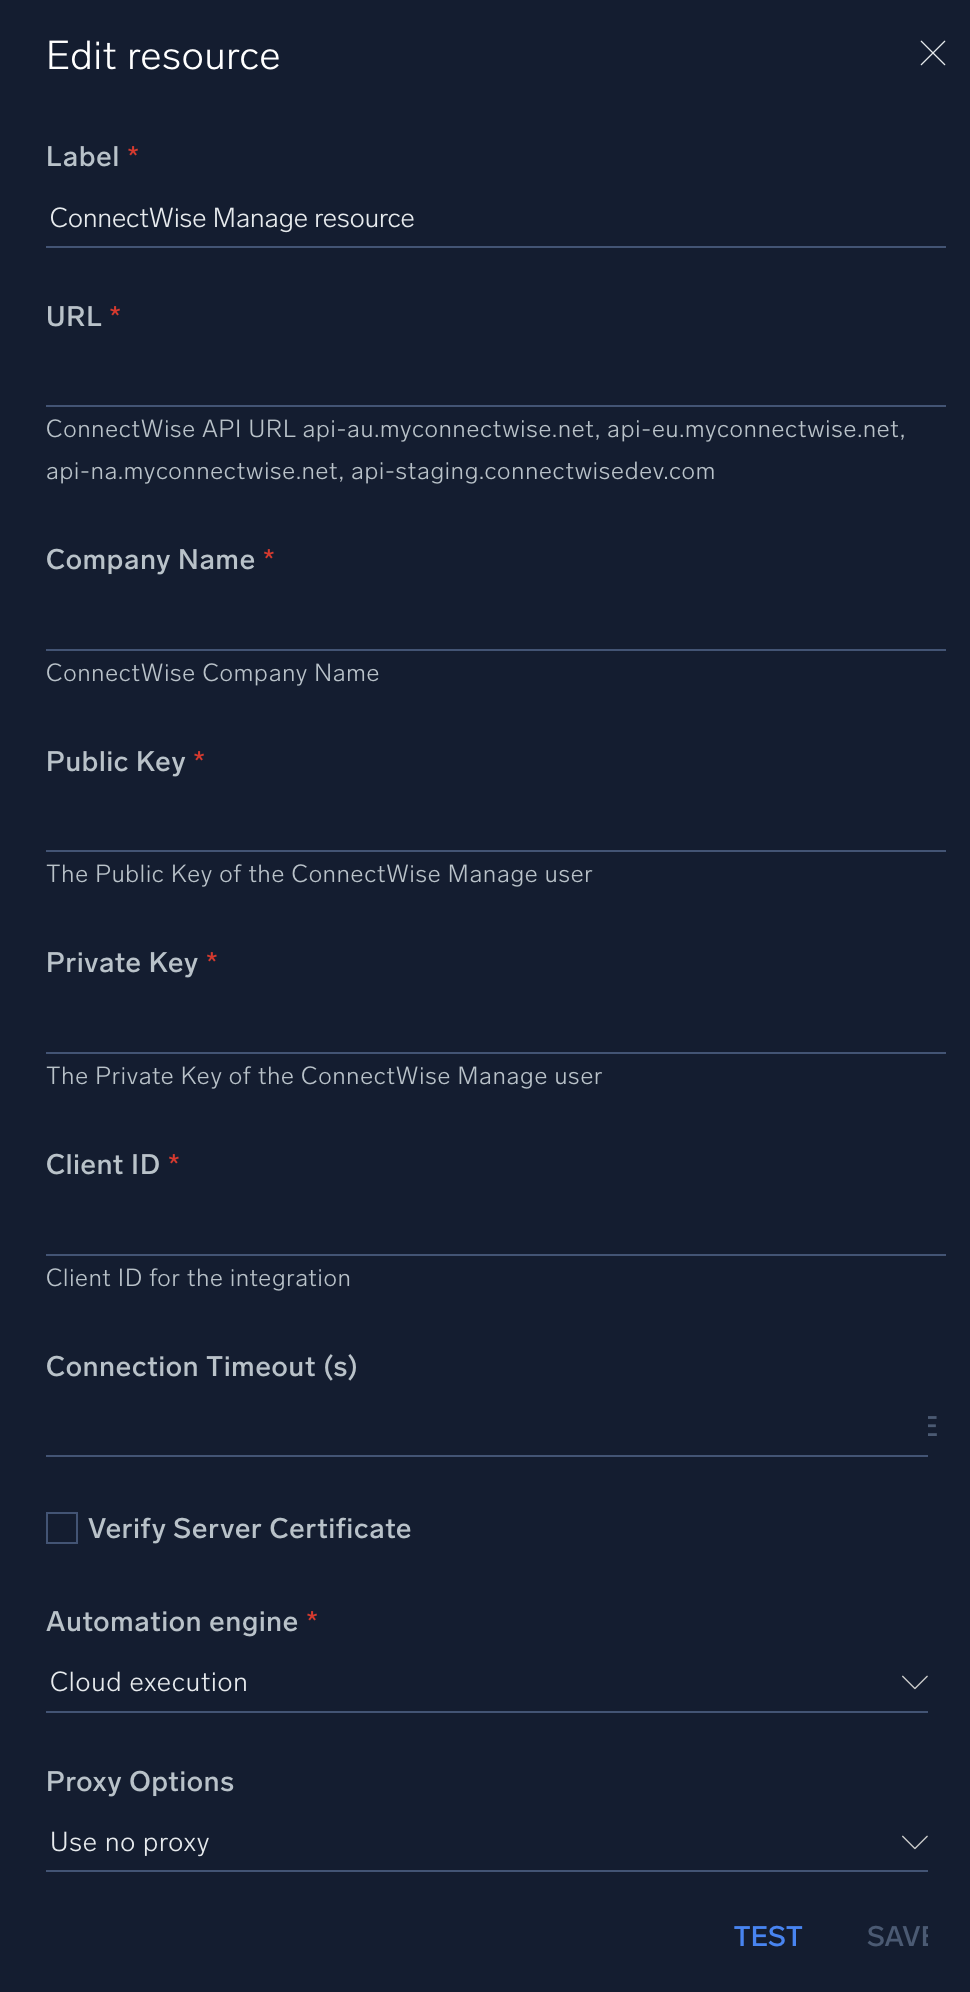 Edit resource
Label *
ConnectWise Manage resource
URL *
ConnectWise API URL api-au.myconnectwise.net, api-eu.myconnectwise.net,
api-na.myconnectwise.net, api-staging.connectwisedev.com
Company Name *
ConnectWise Company Name
Public Key *
The Public Key of the ConnectWise Manage user
Private Key *
The Private Key of the ConnectWise Manage user
Client ID *
Client ID for the integration
Connection Timeout (s)
Verify Server Certificate
Automation engine *
Cloud execution
Proxy Options
Use no proxy
TEST SAVE